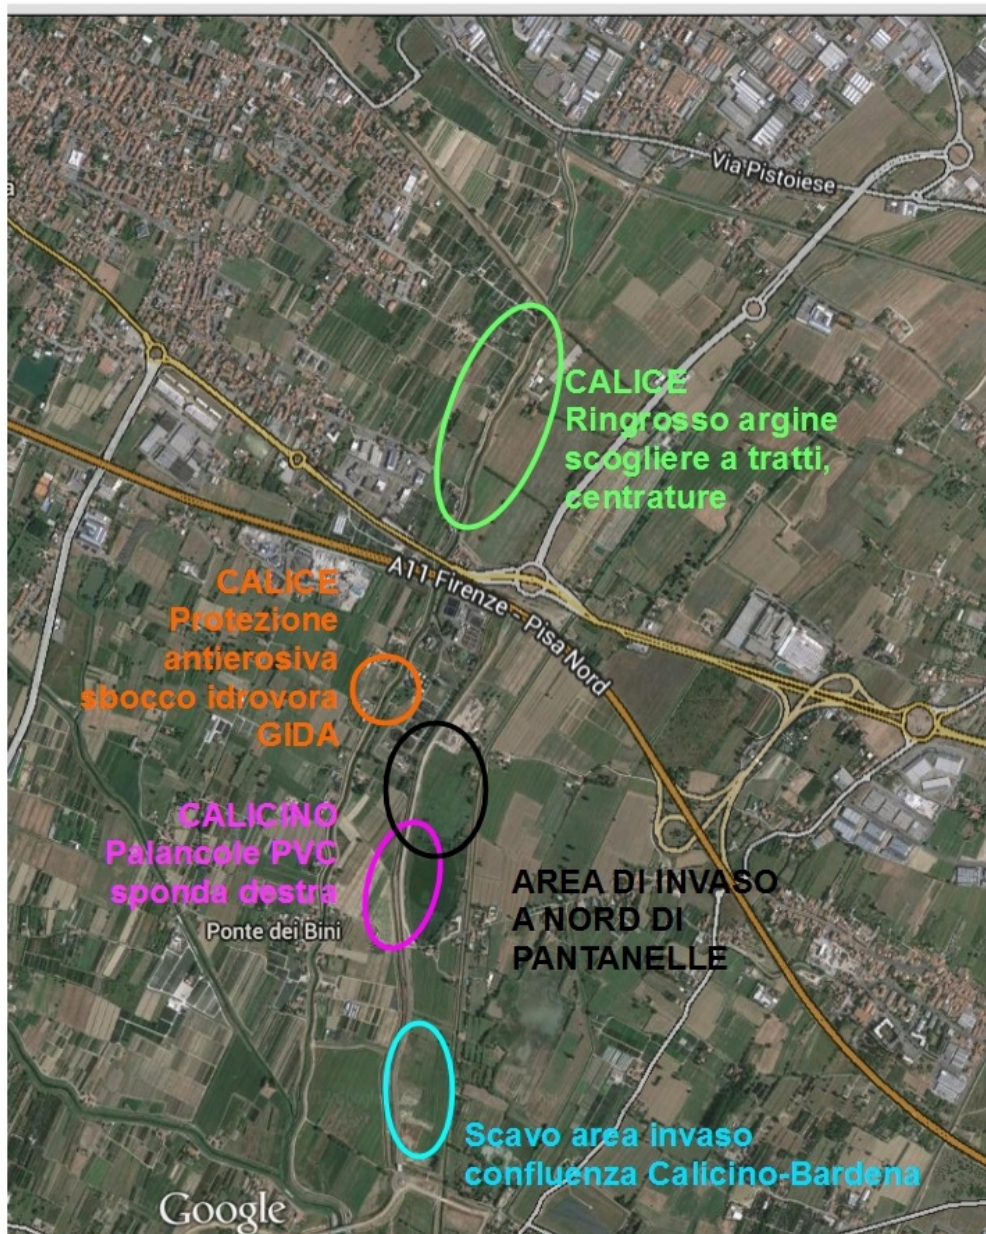 a
Via Pistoiese
CALICE
Ringrosso argine
scogliere a tratti,
centrature
A11 Firenze - Pisa Nord
CALICE
Protezione
antierosiva
sbocco idrovora
GIDA
CALICINO
Palancole PVC
sponda destra
Ponte dei Bini
AREA DI INVASO
A NORD DI
PANTANELLE
Scavo area invaso
confluenza Calicino-Bardena
Google